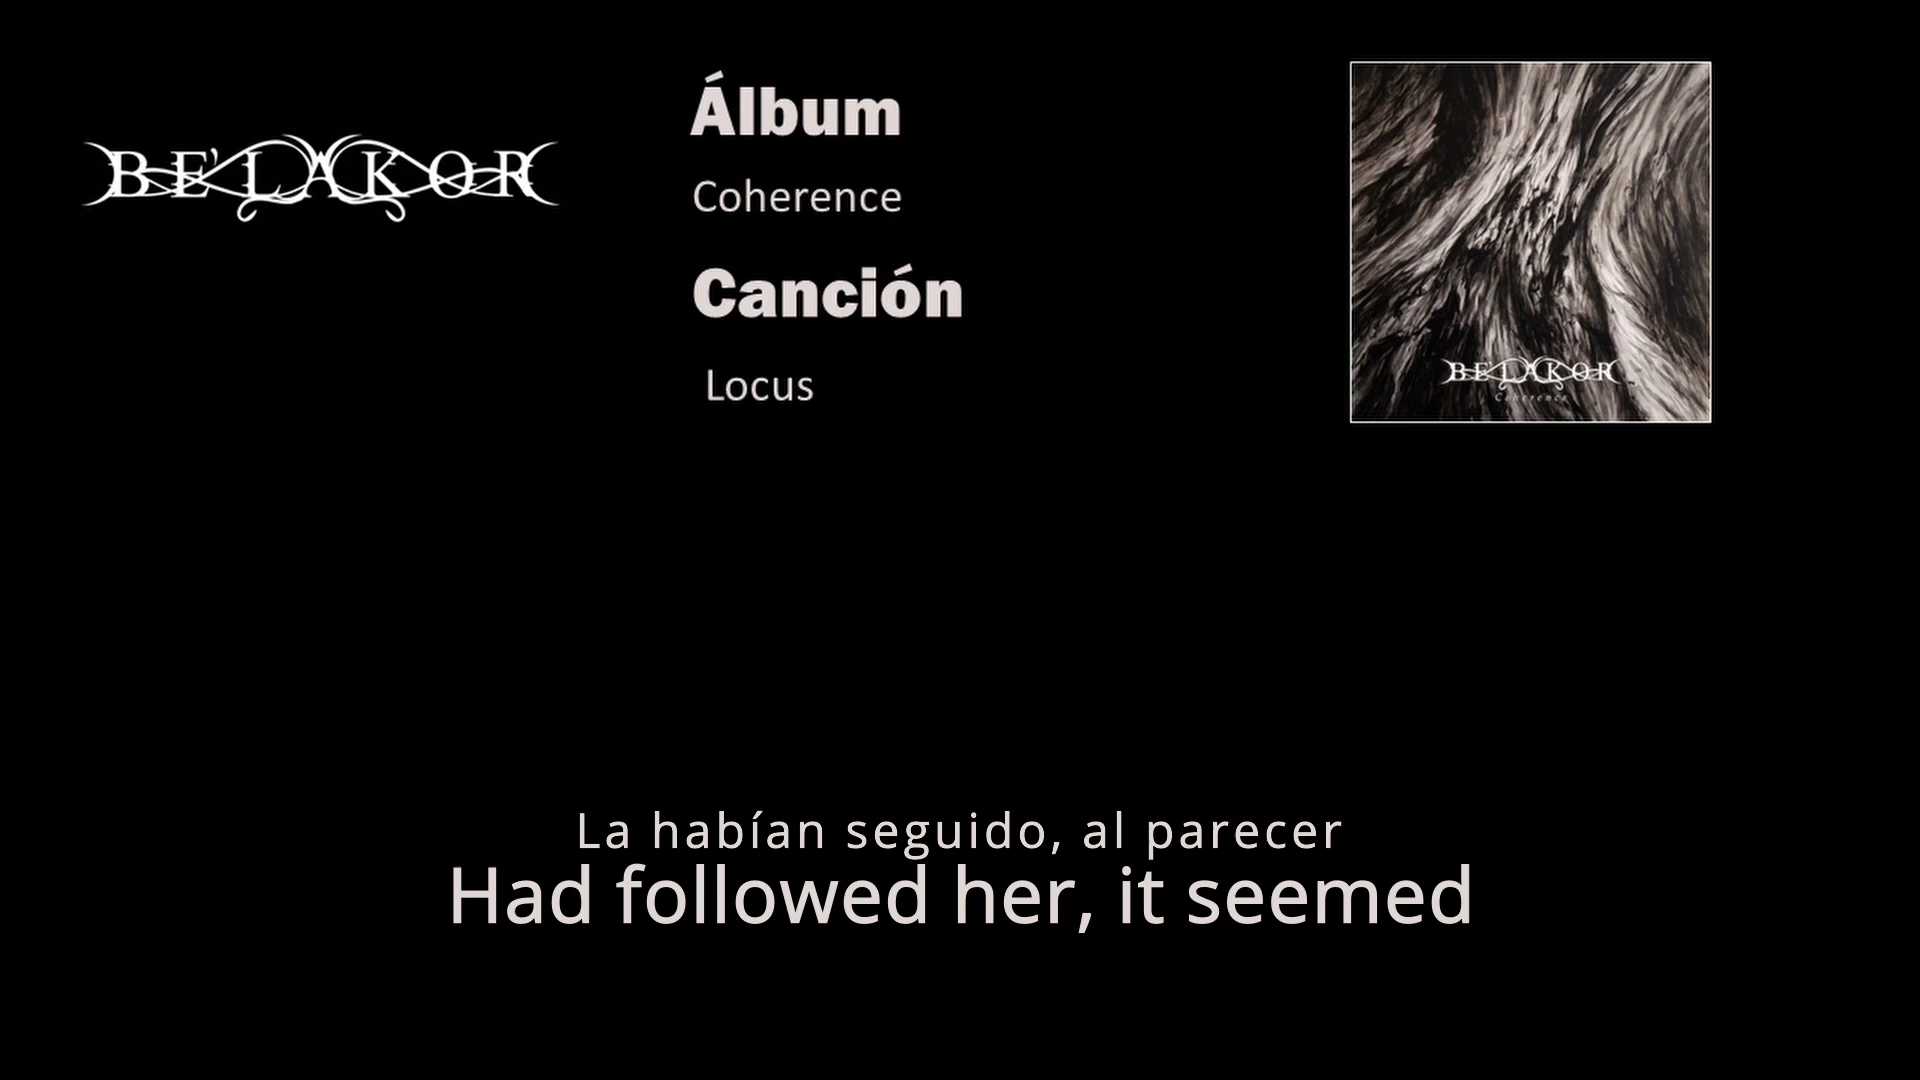 BE'LAKOR
Álbum
Coherence
Canción
Locus
BE'LAKOR
Coherence
La habían seguido, al parecer
Had followed her, it seemed